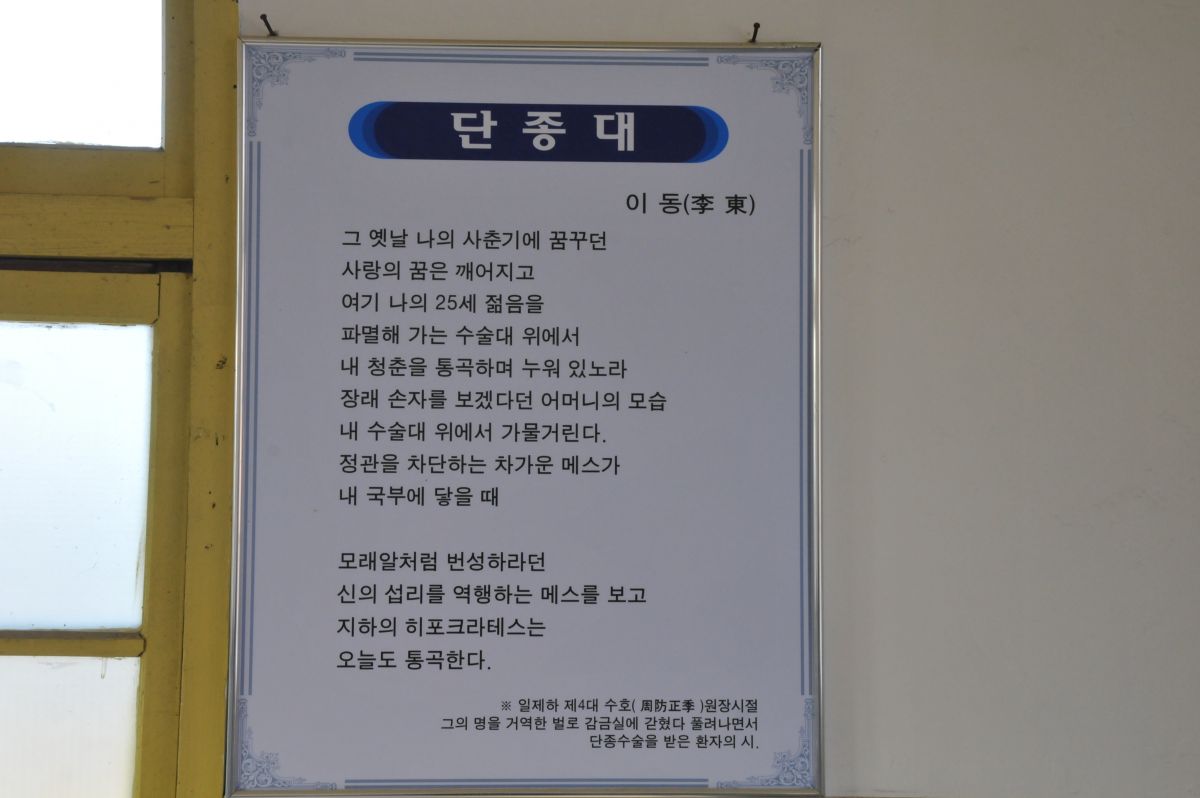 단종대
이 동(李 東)
그 옛날 나의 사춘기에 꿈꾸던
사랑의 꿈은 깨어지고
여기 나의 25세 젊음을
파멸해 가는 수술대 위에서
내 청춘을 통곡하며 누워 있노라
장래 손자를 보겠다던 어머니의 모습
내 수술대 위에서 가물거린다.
정관을 차단하는 차가운 메스가
내 국부에 닿을 때
모래알처럼 번성하라던
신의 섭리를 역행하는 메스를 보고
지하의 히포크라테스는
오늘도 통곡한다.
※ 일제하 제4대 수호( 周防正季 )원장시절
그의 명을 거역한 벌로 감금실에 갇혔다 풀려나면서
단종수술을 받은 환자의 시.